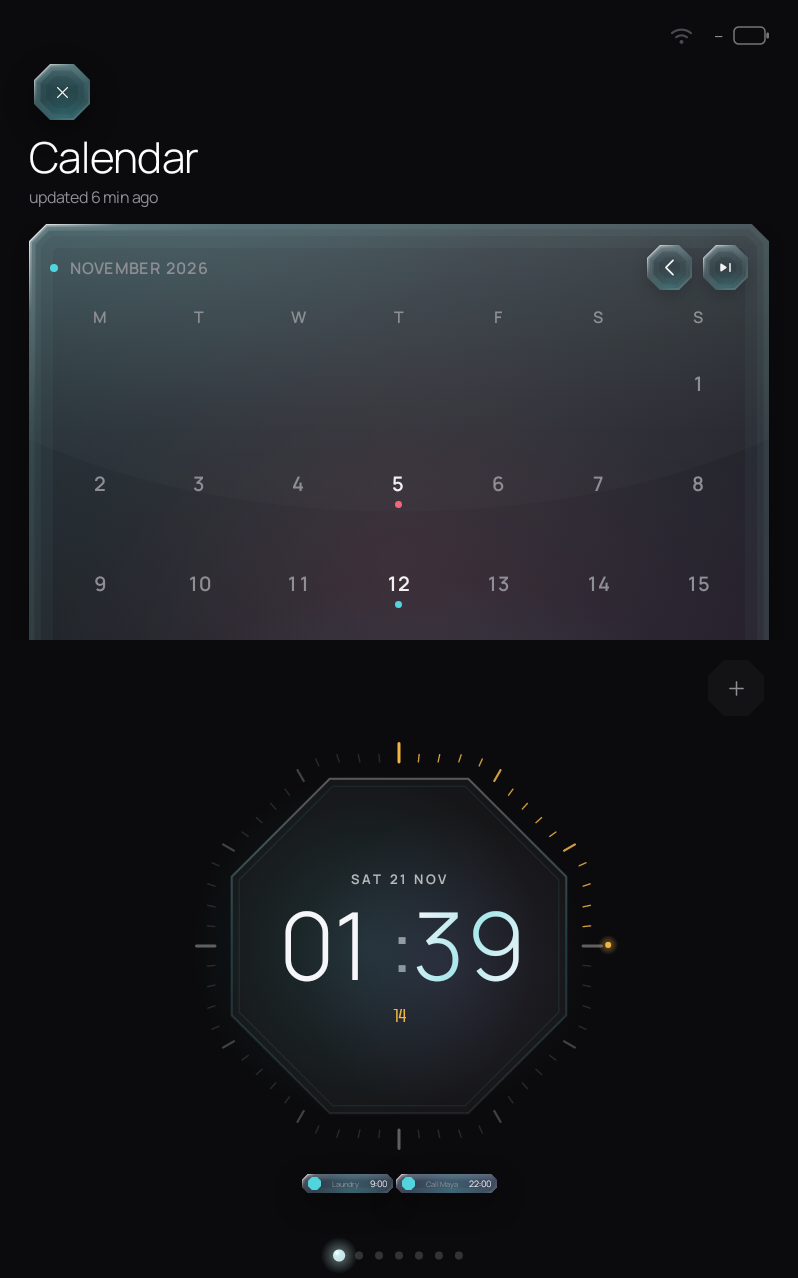 –
Calendar
updated 6 min ago
NOVEMBER 2026
M T W T F S S
1
2 3 4 5 6 7 8
9 10 11 12 13 14 15
SAT 21 NOV
01:39
14
Laundry 9:00 Call Maya 22:00